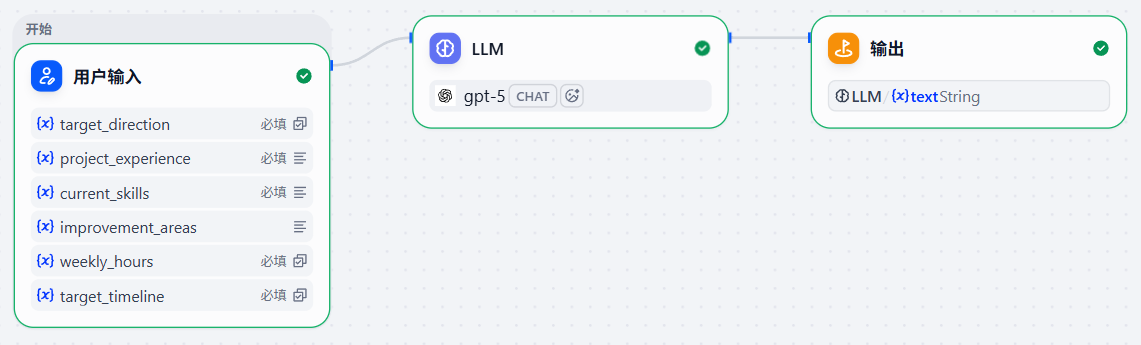 开始
用户输入
{x} target_direction 必填
{x} project_experience 必填
{x} current_skills 必填
{x} improvement_areas
{x} weekly_hours 必填
{x} target_timeline 必填
LLM
gpt-5 CHAT
输出
LLM / {x} text String